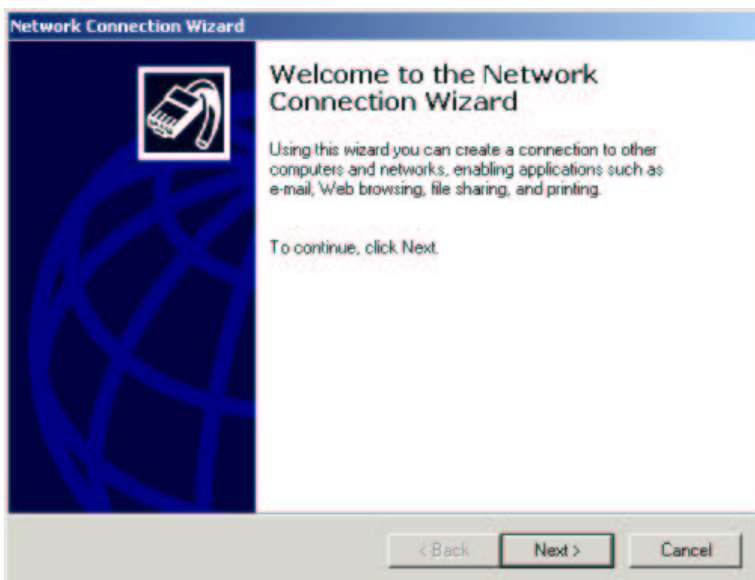 Network Connection Wizard
Welcome to the Network
Connection Wizard
Using this wizard you can create a connection to other
computers and networks, enabling applications such as
e-mail, Web browsing, file sharing, and printing.
To continue, click Next.
< Back
Next >
Cancel